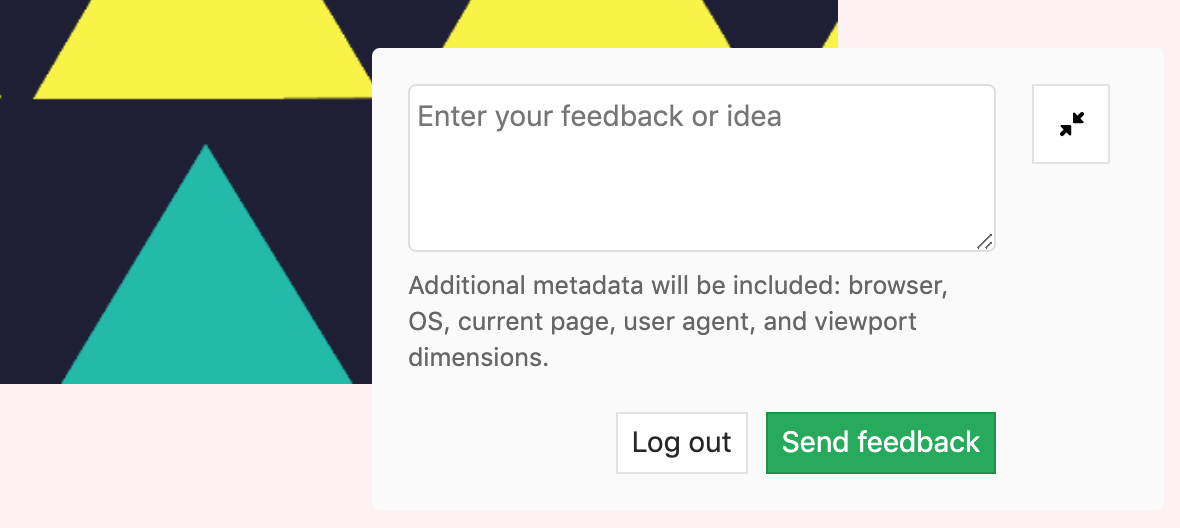 Enter your feedback or idea
Additional metadata will be included: browser,
OS, current page, user agent, and viewport
dimensions.
Log out
Send feedback